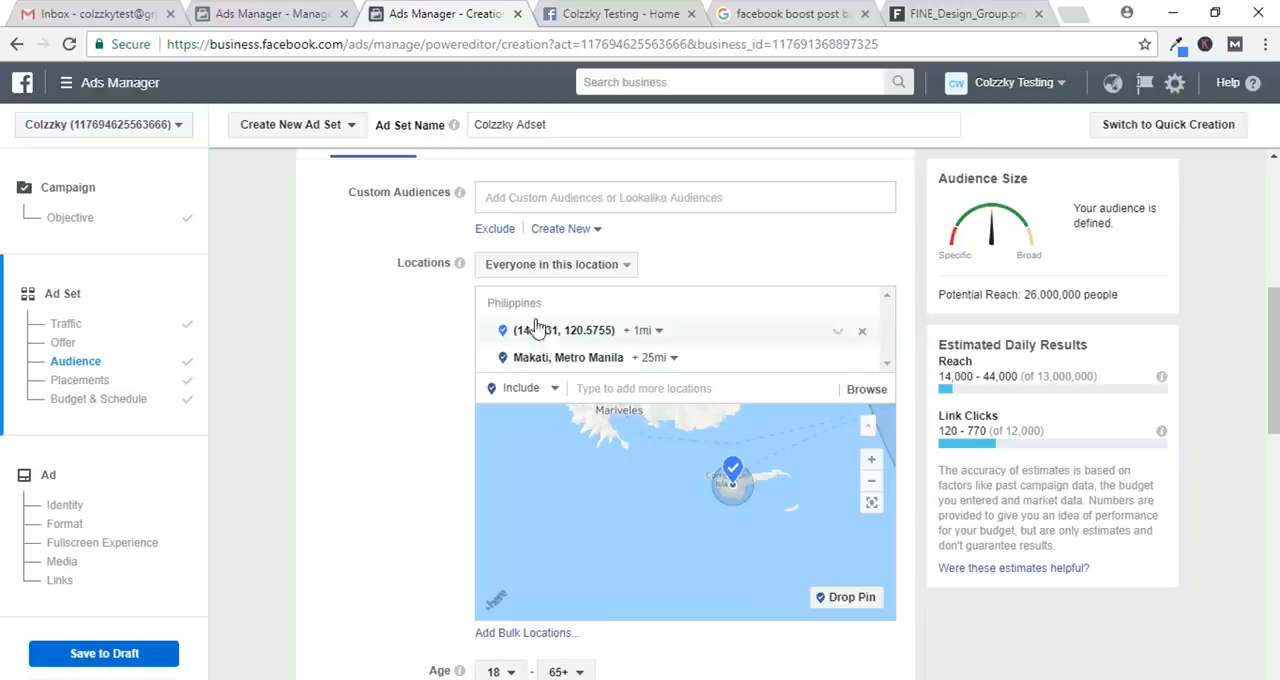 Inbox - colzzkytest@gm
Ads Manager - Manage
Ads Manager - Creation
Colzzky Testing - Home
facebook boost post b
FINE_Design_Group.pn
Secure
https://business.facebook.com/ads/manage/powereditor/creation?act=117694625563666&business_id=117691368897325
Ads Manager
Search business
CW
Colzzky Testing
Help
Colzzky (117694625563666)
Create New Ad Set
Ad Set Name
Colzzky Adset
Switch to Quick Creation
Campaign
Objective
Ad Set
Traffic
Offer
Audience
Placements
Budget & Schedule
Ad
Identity
Format
Fullscreen Experience
Media
Links
Save to Draft
Custom Audiences
Add Custom Audiences or Lookalike Audiences
Exclude
Create New
Locations
Everyone in this location
Philippines
120.5755) + 1mi
Makati, Metro Manila + 25mi
Include
Type to add more locations
Browse
Mariveles
here
Drop Pin
Add Bulk Locations...
Age
18 - 65+
Audience Size
Your audience is
defined.
Specific
Broad
Potential Reach: 26,000,000 people
Estimated Daily Results
Reach
14,000 - 44,000 (of 13,000,000)
Link Clicks
120 - 770 (of 12,000)
The accuracy of estimates is based on
factors like past campaign data, the budget
you entered and market data. Numbers are
provided to give you an idea of performance
for your budget, but are only estimates and
don't guarantee results.
Were these estimates helpful?